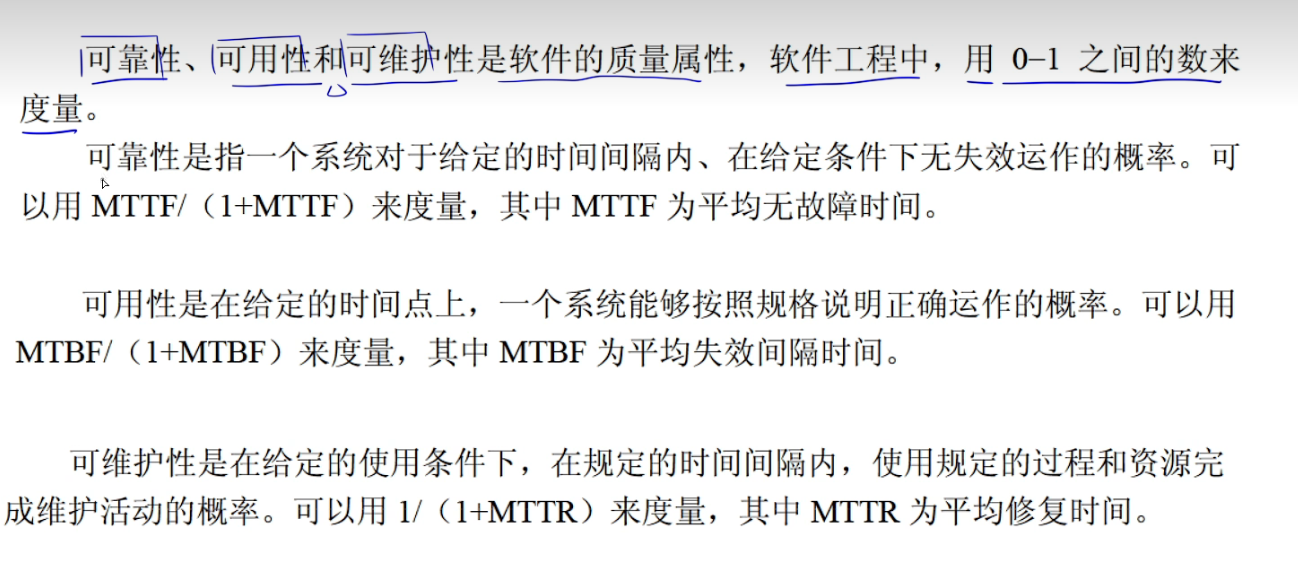 可靠性、可用性和可维护性是软件的质量属性，软件工程中，用 0-1 之间的数来
度量。
可靠性是指一个系统对于给定的时间间隔内、在给定条件下无失效运作的概率。可
以用 MTTF/（1+MTTF）来度量，其中 MTTF 为平均无故障时间。
可用性是在给定的时间点上，一个系统能够按照规格说明正确运作的概率。可以用
MTBF/（1+MTBF）来度量，其中 MTBF 为平均失效间隔时间。
可维护性是在给定的使用条件下，在规定的时间间隔内，使用规定的过程和资源完
成维护活动的概率。可以用 1/（1+MTTR）来度量，其中 MTTR 为平均修复时间。